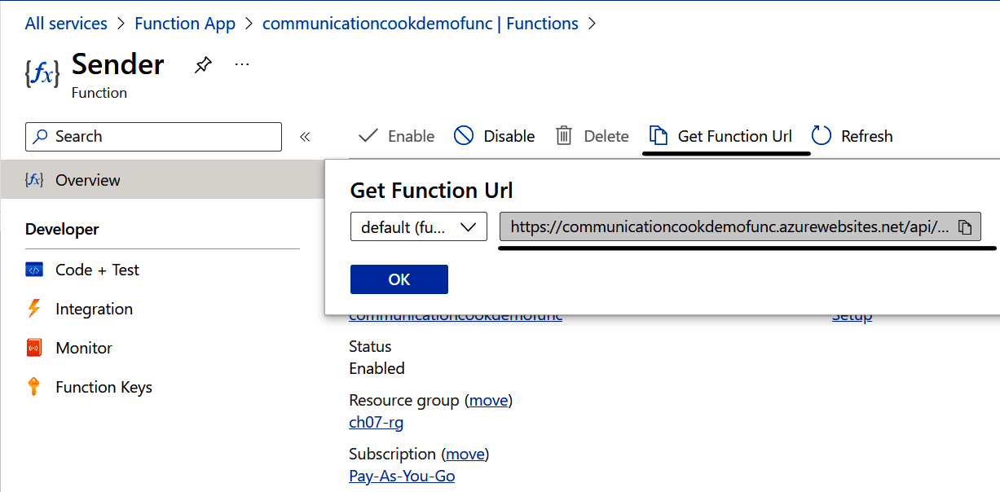 All services > Function App > communicationcookdemofunc | Functions >
{fx} Sender ...
Function
Search «
Enable Disable Delete Get Function Url Refresh
{fx} Overview
Get Function Url
default (fu... https://communicationcookdemofunc.azurewebsites.net/api/...
OK
Developer
Code + Test
Integration
Monitor
Function Keys
communicationcookdemofunc Setup
Status
Enabled
Resource group (move)
ch07-rg
Subscription (move)
Pay-As-You-Go